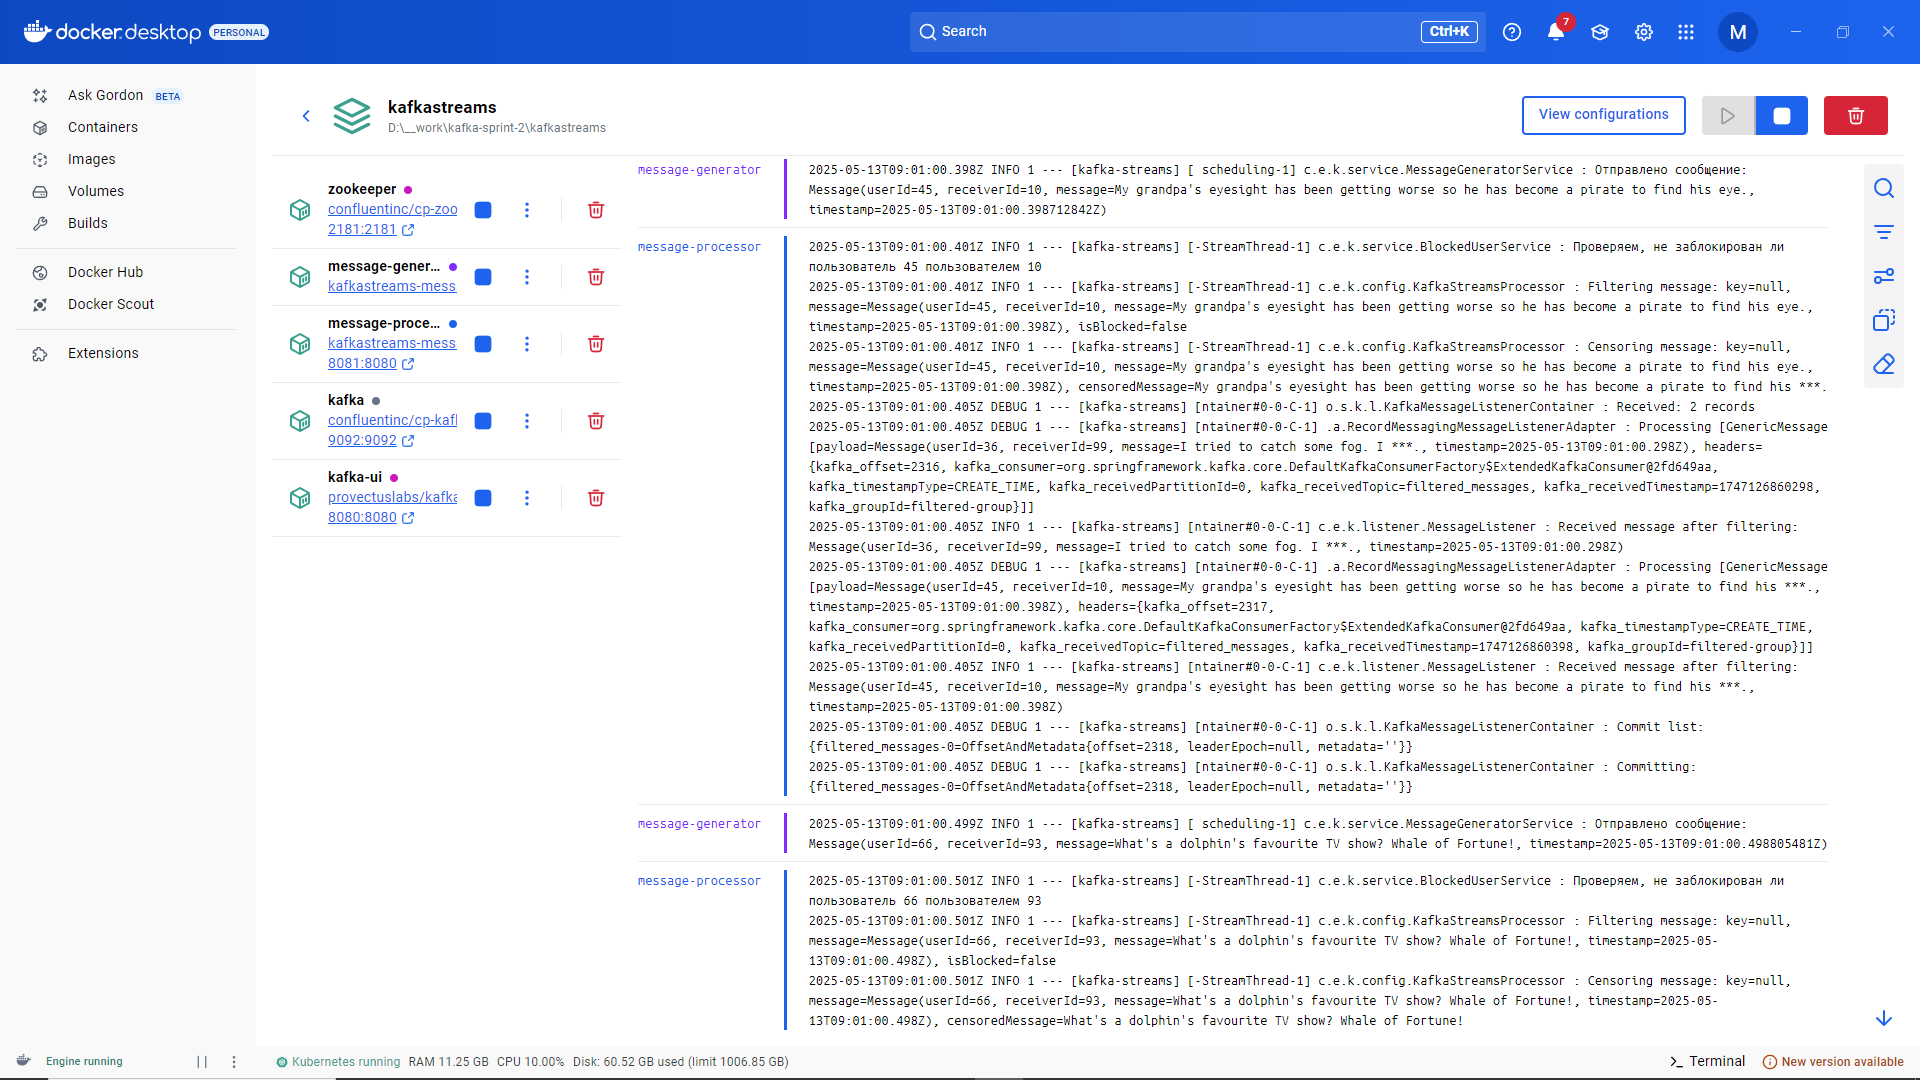 docker.desktop PERSONAL
Search
Ctrl+K
7
M
Ask Gordon BETA
Containers
Images
Volumes
Builds
Docker Hub
Docker Scout
Extensions
kafkastreams
D:\__work\kafka-sprint-2\kafkastreams
View configurations
zookeeper
confluentinc/cp-zoo
2181:2181
message-gener...
kafkastreams-mess
message-proce...
kafkastreams-mess
8081:8080
kafka
confluentinc/cp-kafl
9092:9092
kafka-ui
provectuslabs/kafka
8080:8080
message-generator
2025-05-13T09:01:00.398Z INFO 1 --- [kafka-streams] [ scheduling-1] c.e.k.service.MessageGeneratorService : Отправлено сообщение:
Message(userId=45, receiverId=10, message=My grandpa's eyesight has been getting worse so he has become a pirate to find his eye.,
timestamp=2025-05-13T09:01:00.398712842Z)
message-processor
2025-05-13T09:01:00.401Z INFO 1 --- [kafka-streams] [-StreamThread-1] c.e.k.service.BlockedUserService : Проверяем, не заблокирован ли
пользователь 45 пользователем 10
2025-05-13T09:01:00.401Z INFO 1 --- [kafka-streams] [-StreamThread-1] c.e.k.config.KafkaStreamsProcessor : Filtering message: key=null,
message=Message(userId=45, receiverId=10, message=My grandpa's eyesight has been getting worse so he has become a pirate to find his eye.,
timestamp=2025-05-13T09:01:00.398Z), isBlocked=false
2025-05-13T09:01:00.401Z INFO 1 --- [kafka-streams] [-StreamThread-1] c.e.k.config.KafkaStreamsProcessor : Censoring message: key=null,
message=Message(userId=45, receiverId=10, message=My grandpa's eyesight has been getting worse so he has become a pirate to find his eye.,
timestamp=2025-05-13T09:01:00.398Z), censoredMessage=My grandpa's eyesight has been getting worse so he has become a pirate to find his ***.
2025-05-13T09:01:00.405Z DEBUG 1 --- [kafka-streams] [ntainer#0-0-C-1] o.s.k.l.KafkaMessageListenerContainer : Received: 2 records
2025-05-13T09:01:00.405Z DEBUG 1 --- [kafka-streams] [ntainer#0-0-C-1] .a.RecordMessagingMessageListenerAdapter : Processing [GenericMessage
[payload=Message(userId=36, receiverId=99, message=I tried to catch some fog. I ***., timestamp=2025-05-13T09:01:00.298Z), headers=
{kafka_offset=2316, kafka_consumer=org.springframework.kafka.core.DefaultKafkaConsumerFactory$ExtendedKafkaConsumer@2fd649aa,
kafka_timestampType=CREATE_TIME, kafka_receivedPartitionId=0, kafka_receivedTopic=filtered_messages, kafka_receivedTimestamp=1747126860298,
kafka_groupId=filtered-group}]]
2025-05-13T09:01:00.405Z INFO 1 --- [kafka-streams] [ntainer#0-0-C-1] c.e.k.listener.MessageListener : Received message after filtering:
Message(userId=36, receiverId=99, message=I tried to catch some fog. I ***., timestamp=2025-05-13T09:01:00.298Z)
2025-05-13T09:01:00.405Z DEBUG 1 --- [kafka-streams] [ntainer#0-0-C-1] .a.RecordMessagingMessageListenerAdapter : Processing [GenericMessage
[payload=Message(userId=45, receiverId=10, message=My grandpa's eyesight has been getting worse so he has become a pirate to find his ***.,
timestamp=2025-05-13T09:01:00.398Z), headers={kafka_offset=2317,
kafka_consumer=org.springframework.kafka.core.DefaultKafkaConsumerFactory$ExtendedKafkaConsumer@2fd649aa, kafka_timestampType=CREATE_TIME,
kafka_receivedPartitionId=0, kafka_receivedTopic=filtered_messages, kafka_receivedTimestamp=1747126860398, kafka_groupId=filtered-group}]]
2025-05-13T09:01:00.405Z INFO 1 --- [kafka-streams] [ntainer#0-0-C-1] c.e.k.listener.MessageListener : Received message after filtering:
Message(userId=45, receiverId=10, message=My grandpa's eyesight has been getting worse so he has become a pirate to find his ***.,
timestamp=2025-05-13T09:01:00.398Z)
2025-05-13T09:01:00.405Z DEBUG 1 --- [kafka-streams] [ntainer#0-0-C-1] o.s.k.l.KafkaMessageListenerContainer : Commit list:
{filtered_messages-0=OffsetAndMetadata{offset=2318, leaderEpoch=null, metadata=''}}
2025-05-13T09:01:00.405Z DEBUG 1 --- [kafka-streams] [ntainer#0-0-C-1] o.s.k.l.KafkaMessageListenerContainer : Committing:
{filtered_messages-0=OffsetAndMetadata{offset=2318, leaderEpoch=null, metadata=''}}
message-generator
2025-05-13T09:01:00.499Z INFO 1 --- [kafka-streams] [ scheduling-1] c.e.k.service.MessageGeneratorService : Отправлено сообщение:
Message(userId=66, receiverId=93, message=What's a dolphin's favourite TV show? Whale of Fortune!, timestamp=2025-05-13T09:01:00.498805481Z)
message-processor
2025-05-13T09:01:00.501Z INFO 1 --- [kafka-streams] [-StreamThread-1] c.e.k.service.BlockedUserService : Проверяем, не заблокирован ли
пользователь 66 пользователем 93
2025-05-13T09:01:00.501Z INFO 1 --- [kafka-streams] [-StreamThread-1] c.e.k.config.KafkaStreamsProcessor : Filtering message: key=null,
message=Message(userId=66, receiverId=93, message=What's a dolphin's favourite TV show? Whale of Fortune!, timestamp=2025-05-
13T09:01:00.498Z), isBlocked=false
2025-05-13T09:01:00.501Z INFO 1 --- [kafka-streams] [-StreamThread-1] c.e.k.config.KafkaStreamsProcessor : Censoring message: key=null,
message=Message(userId=66, receiverId=93, message=What's a dolphin's favourite TV show? Whale of Fortune!, timestamp=2025-05-
13T09:01:00.498Z), censoredMessage=What's a dolphin's favourite TV show? Whale of Fortune!
Engine running
Kubernetes running RAM 11.25 GB CPU 10.00% Disk: 60.52 GB used (limit 1006.85 GB)
Terminal
New version available